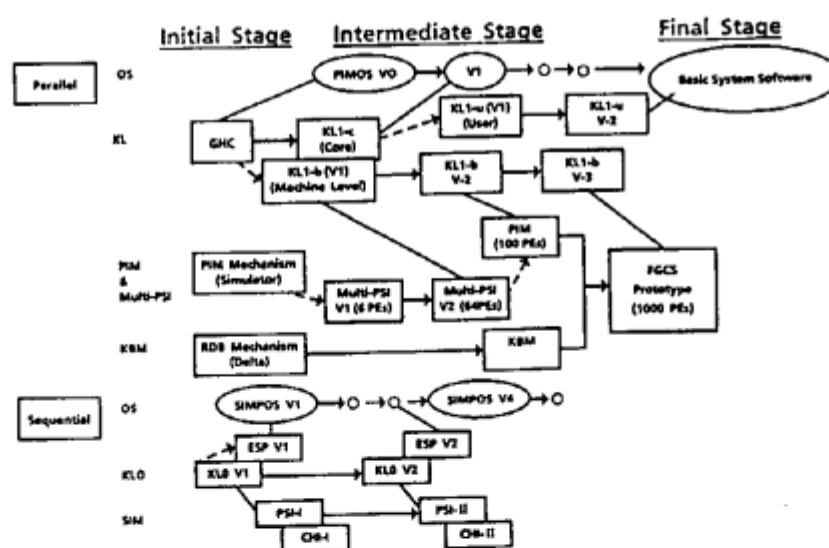 Initial Stage
Intermediate Stage
Final Stage
Parallel
OS
PIMOS V0
V1
Basic System Software
KL1-u (V1)
(User)
KL1-u
V-2
KL
GHC
KL1-c
(Core)
KL1-b (V1)
(Machine Level)
KL1-b
V-2
KL1-b
V-3
PIM
(100 PEs)
PIM
&
Multi-PSI
PIM Mechanism
(Simulator)
Multi-PSI
V1 (6 PEs)
Multi-PSI
V2 (64PEs)
FGCS
Prototype
(1000 PEs)
KBM
RDB Mechanism
(Delta)
KBM
Sequential
OS
SIMPOS V1
SIMPOS V4
ESP V1
ESP V2
KL0
KL0 V1
KL0 V2
SIM
PSI-I
PSI-II
CHI-I
CHI-II